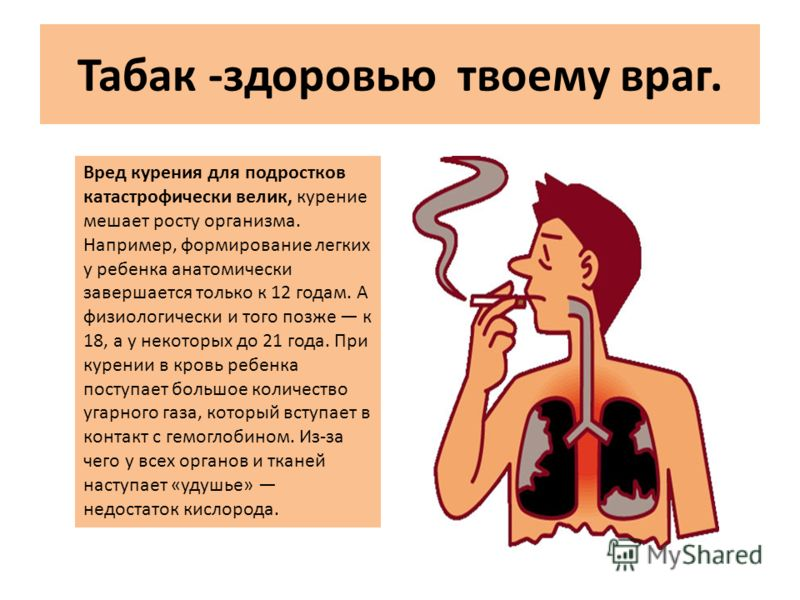 Табак -здоровью твоему враг.
Вред курения для подростков
катастрофически велик, курение
мешает росту организма.
Например, формирование легких
у ребенка анатомически
завершается только к 12 годам. А
физиологически и того позже — к
18, а у некоторых до 21 года. При
курении в кровь ребенка
поступает большое количество
угарного газа, который вступает в
контакт с гемоглобином. Из-за
чего у всех органов и тканей
наступает «удушье» —
недостаток кислорода.
MyShared